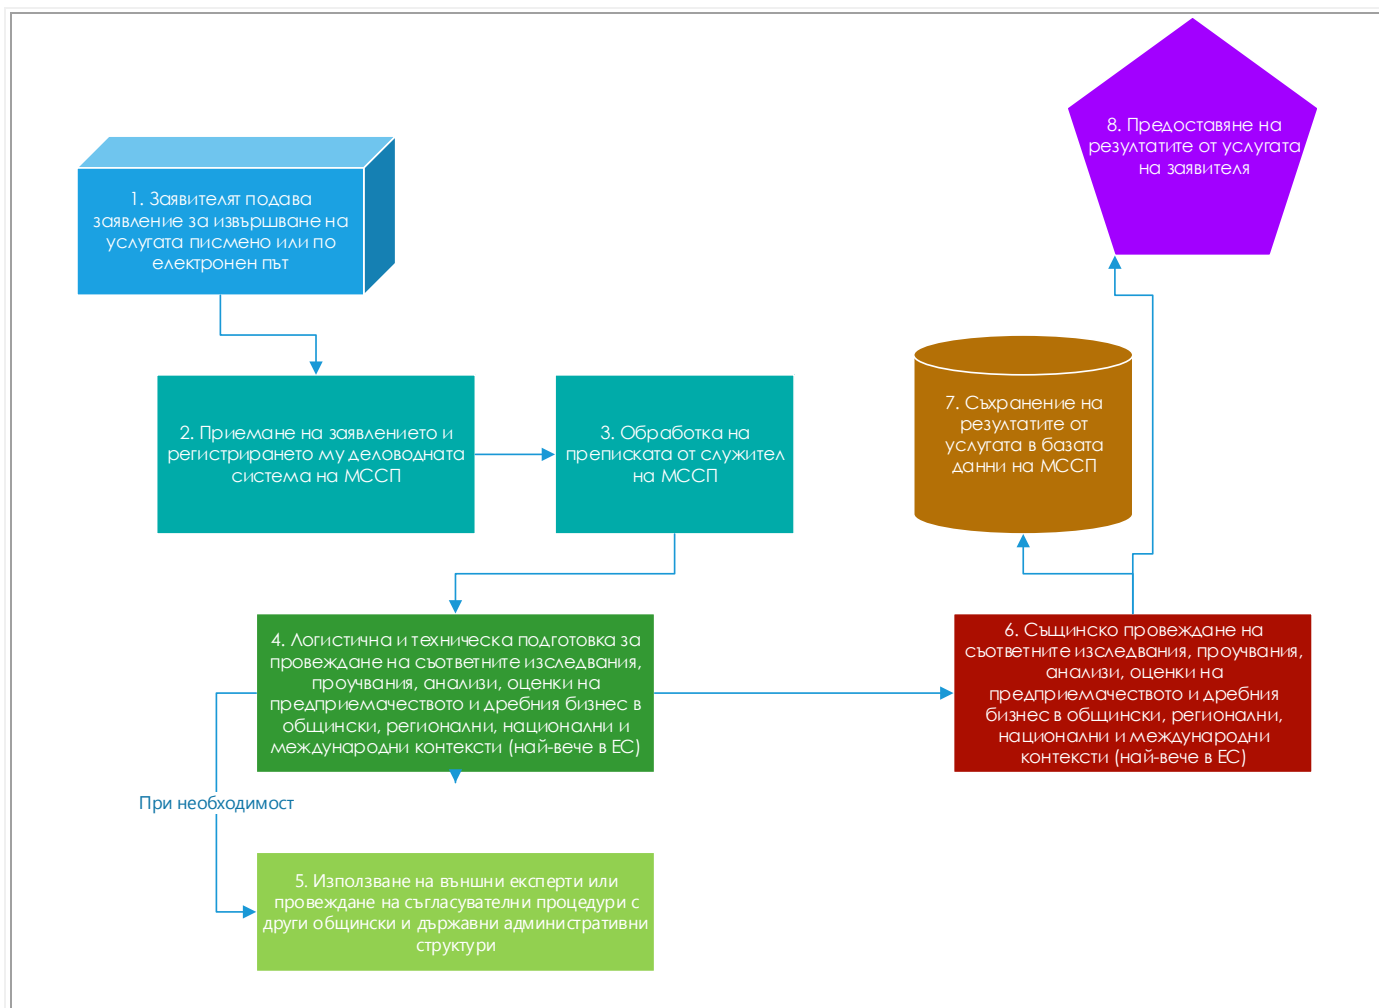 1. Заявителят подава
заявление за извършване на
услугата писмено или по
електронен път
2. Приемане на заявлението и
регистрирането му деловодната
система на МССП
3. Обработка на
преписката от служител
на МССП
4. Логистична и техническа подготовка за
провеждане на съответните изследвания,
проучвания, анализи, оценки на
предприемачеството и дребния бизнес в
общински, регионални, национални и
международни контексти (най-вече в ЕС)
При необходимост
5. Използване на външни експерти или
провеждане на съгласувателни процедури с
други общински и държавни административни
структури
6. Същинско провеждане на
съответните изследвания, проучвания,
анализи, оценки на
предприемачеството и дребния
бизнес в общински, регионални,
национални и международни
контексти (най-вече в ЕС)
7. Съхранение на
резултатите от
услугата в базата
данни на МССП
8. Предоставяне на
резултатите от услугата
на заявителя